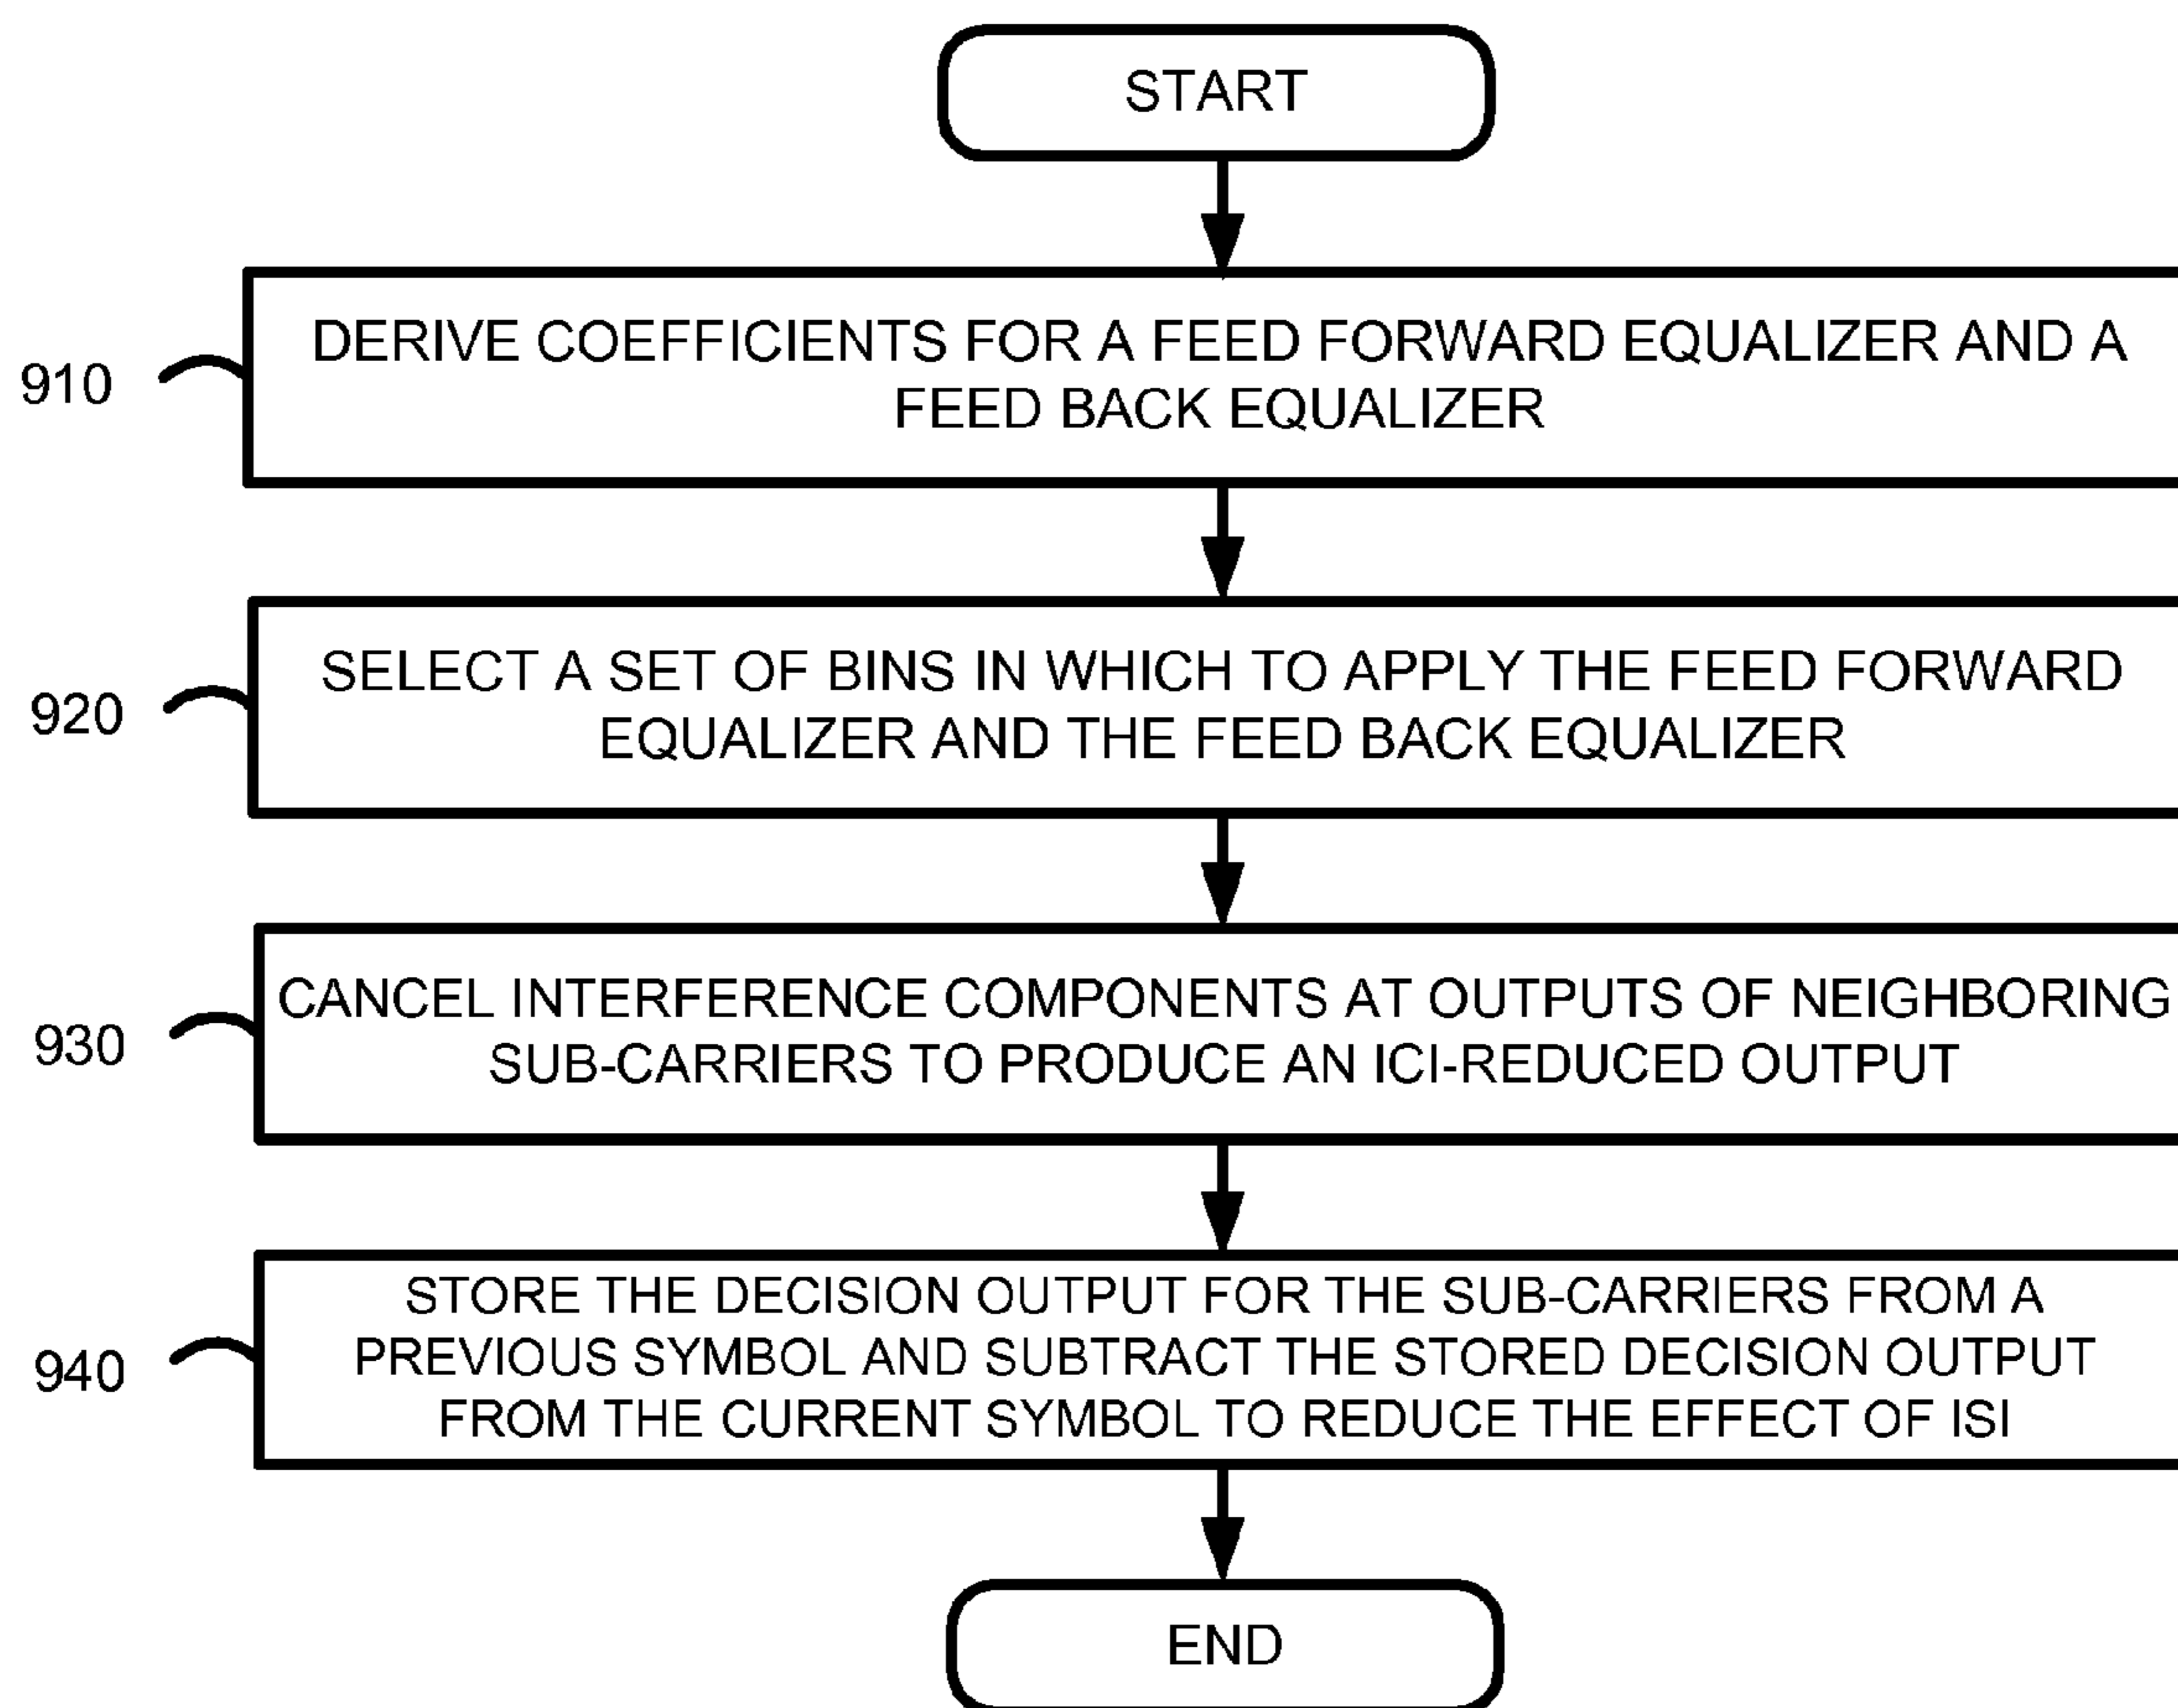 START
DERIVE COEFFICIENTS FOR A FEED FORWARD EQUALIZER AND A
FEED BACK EQUALIZER
910
SELECT A SET OF BINS IN WHICH TO APPLY THE FEED FORWARD
EQUALIZER AND THE FEED BACK EQUALIZER
920
CANCEL INTERFERENCE COMPONENTS AT OUTPUTS OF NEIGHBORING
SUB-CARRIERS TO PRODUCE AN ICI-REDUCED OUTPUT
930
STORE THE DECISION OUTPUT FOR THE SUB-CARRIERS FROM A
PREVIOUS SYMBOL AND SUBTRACT THE STORED DECISION OUTPUT
FROM THE CURRENT SYMBOL TO REDUCE THE EFFECT OF ISI
940
END